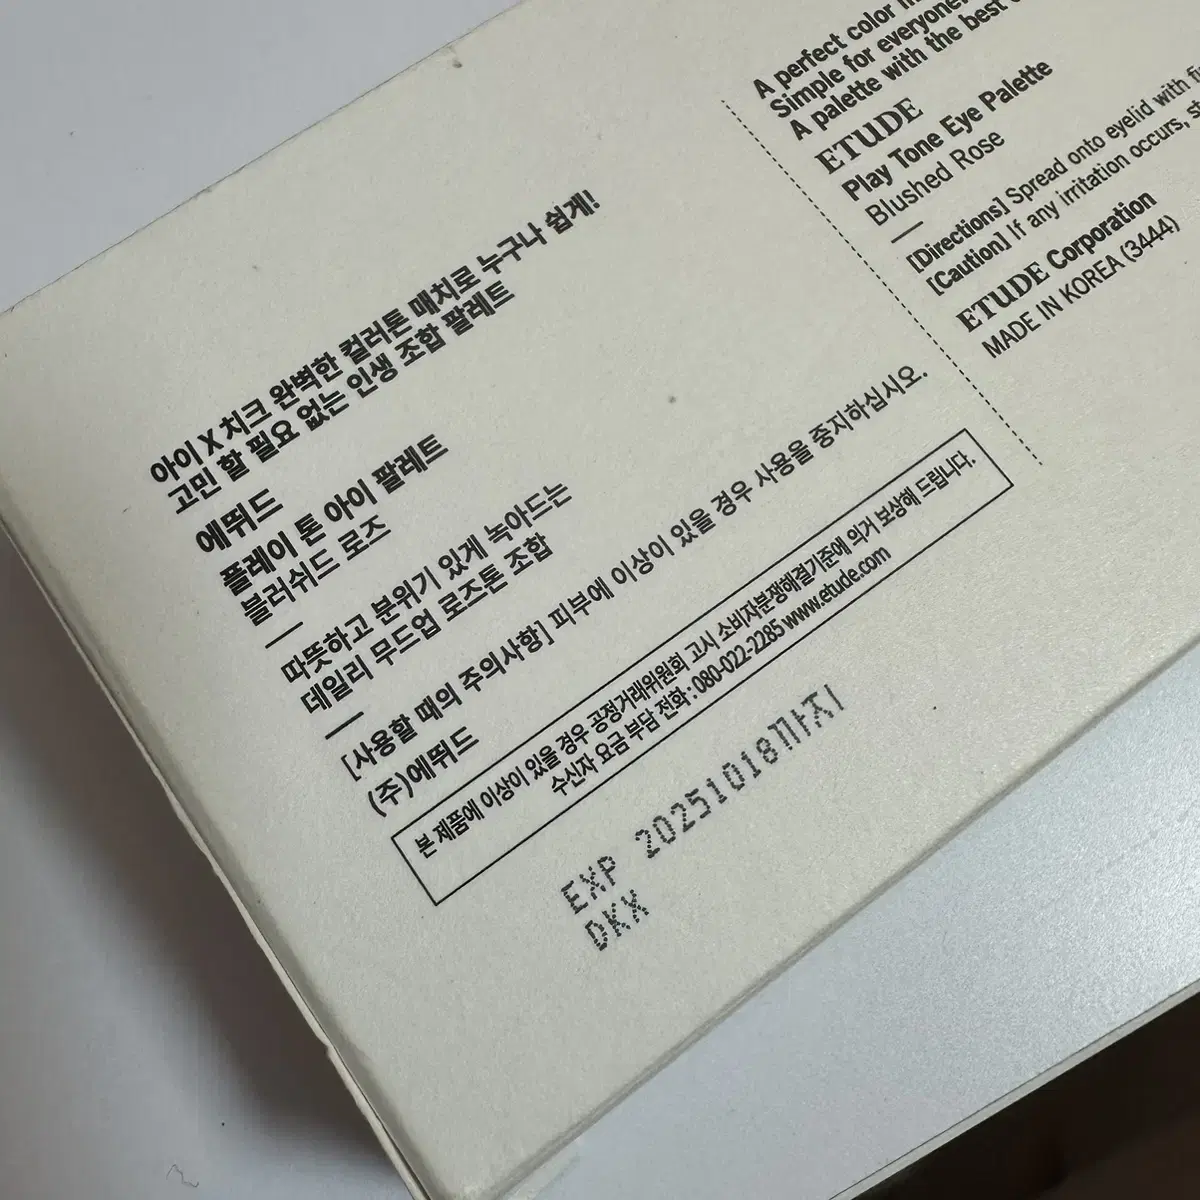 아이 X 치크 완벽한 컬러톤 매치로 누구나 쉽게!
고민 할 필요 없는 인생 조합 팔레트
에뛰드
플레이 톤 아이 팔레트
블러쉬드 로즈
따뜻하고 분위기 있게 녹아드는
데일리 무드업 로즈톤 조합
[사용할 때의 주의사항] 피부에 이상이 있을 경우 사용을 중지하십시오.
(주)에뛰드
본 제품에 이상이 있을 경우 공정거래위원회 고시 소비자분쟁해결기준에 의거 보상해 드립니다.
수신자 요금 부담 전화 : 080-022-2285 www.etude.com
EXP 20251018까지
DKX
A perfect color
Simple for everyone
A palette with the best
ETUDE
Play Tone Eye Palette
Blushed Rose
[Directions] Spread onto eyelid with
[Caution] If any irritation occurs,
ETUDE Corporation
MADE IN KOREA (3444)